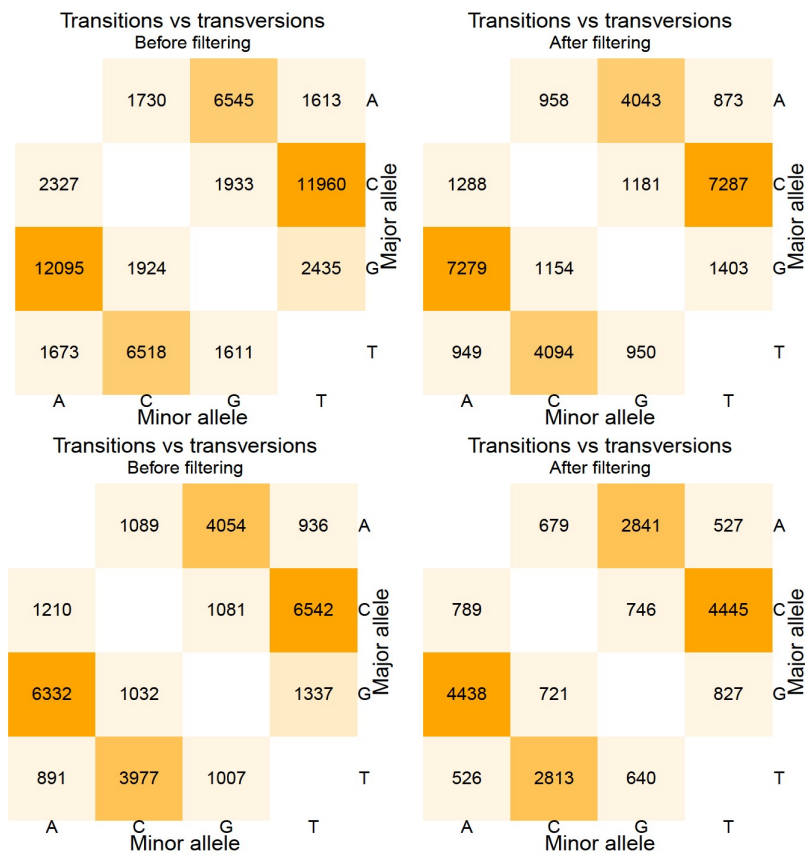 Transitions vs transversions
Before filtering
1730 6545 1613 A
2327 1933 11960 C
12095 1924 2435 G
1673 6518 1611 T
A C G T
Minor allele
Major allele
Transitions vs transversions
After filtering
958 4043 873 A
1288 1181 7287 C
7279 1154 1403 G
949 4094 950 T
A C G T
Minor allele
Major allele
Transitions vs transversions
Before filtering
1089 4054 936 A
1210 1081 6542 C
6332 1032 1337 G
891 3977 1007 T
A C G T
Minor allele
Major allele
Transitions vs transversions
After filtering
679 2841 527 A
789 746 4445 C
4438 721 827 G
526 2813 640 T
A C G T
Minor allele
Major allele